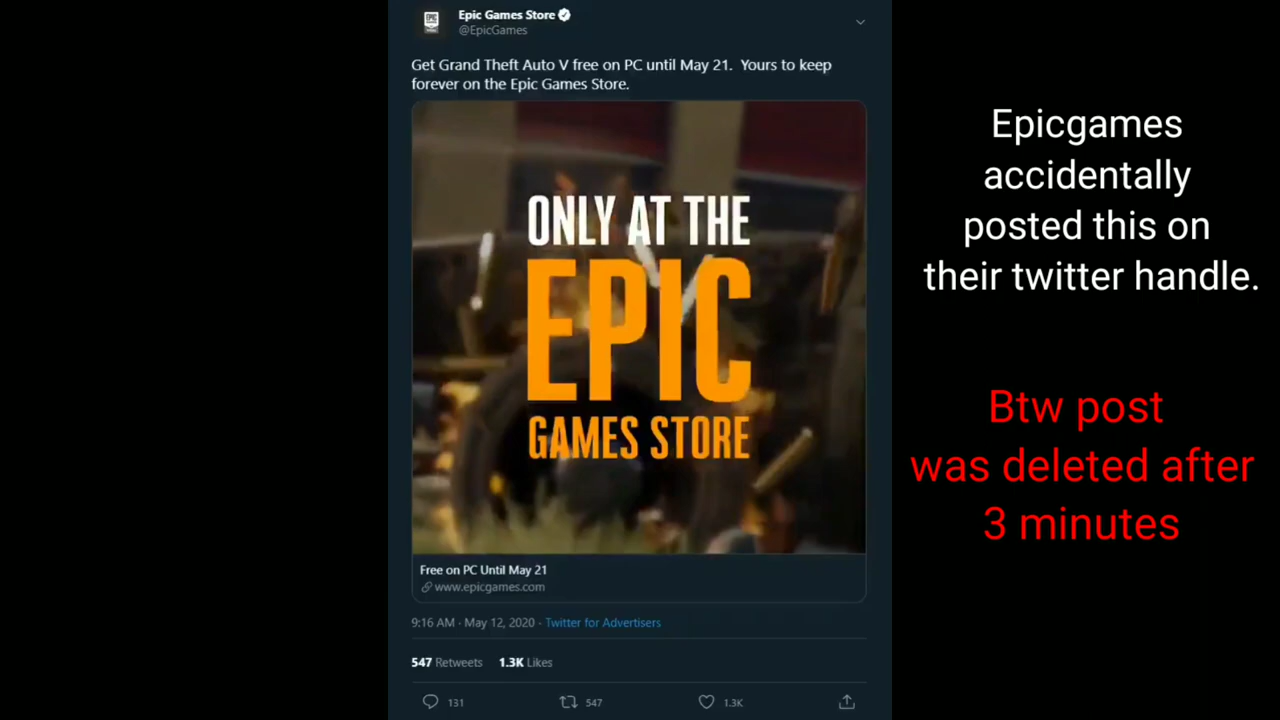 EPIC
Epic Games Store
@EpicGames
Get Grand Theft Auto V free on PC until May 21. Yours to keep
forever on the Epic Games Store.
ONLY AT THE
EPIC
GAMES STORE
Free on PC Until May 21
www.epicgames.com
9:16 AM · May 12, 2020 · Twitter for Advertisers
547 Retweets 1.3K Likes
131 547 1.3K
Epicgames
accidentally
posted this on
their twitter handle.
Btw post
was deleted after
3 minutes